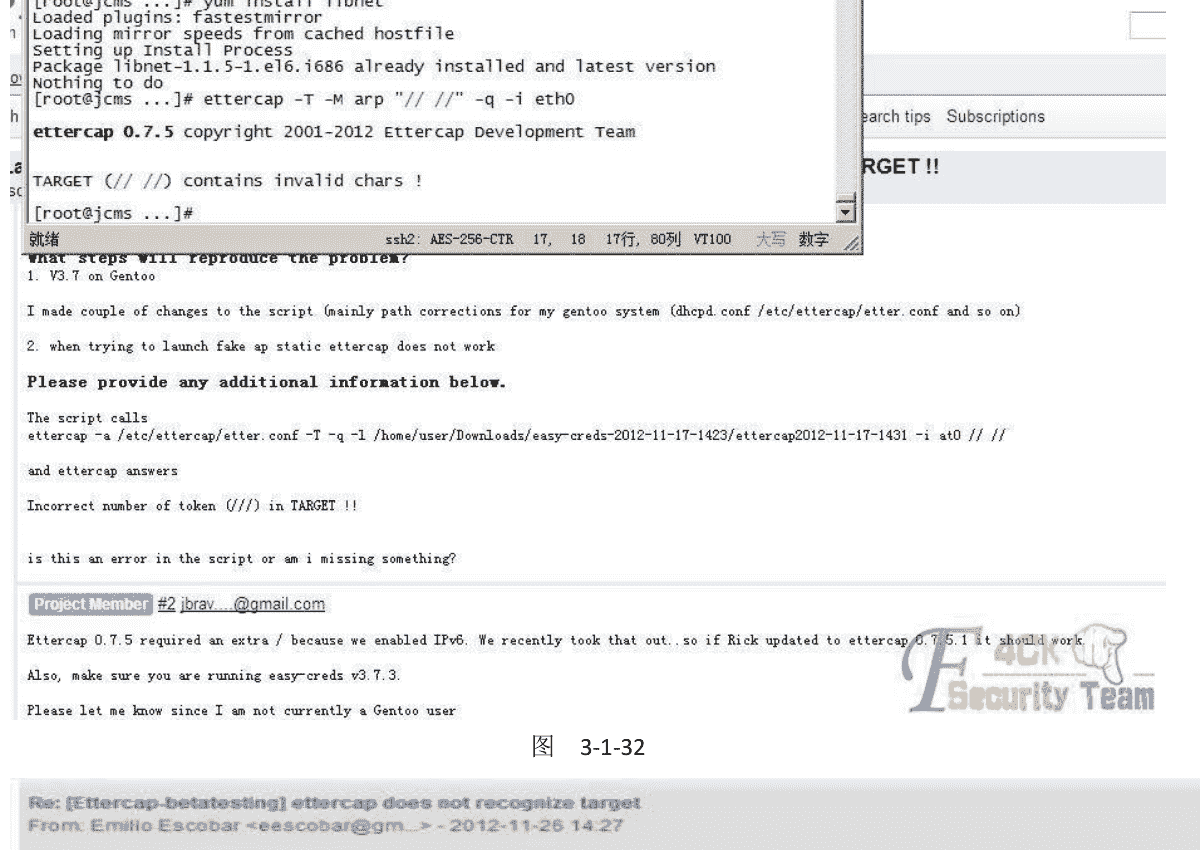 [root@jcms ...]# yum install libnet
Loaded plugins: fastestmirror
Loading mirror speeds from cached hostfile
Setting up Install Process
Package libnet-1.1.5-1.el6.i686 already installed and latest version
Nothing to do
[root@jcms ...]# ettercap -T -M arp "// //" -q -i eth0
ettercap 0.7.5 copyright 2001-2012 Ettercap Development Team
earch tips Subscriptions
TARGET (// //) contains invalid chars !
RGET !!
[root@jcms ...]#
就绪 ssh2: AES-256-CTR 17, 18 17行, 80列 VT100 大写 数字
What steps will reproduce the problem?
1. V3.7 on Gentoo
I made couple of changes to the script (mainly path corrections for my gentoo system (dhcpd.conf /etc/ettercap/etter.conf and so on)
2. when trying to launch fake ap static ettercap does not work
Please provide any additional information below.
The script calls
ettercap -a /etc/ettercap/etter.conf -T -q -l /home/user/Downloads/easy-creds-2012-11-17-1423/ettercap2012-11-17-1431 -i at0 // //
and ettercap answers
Incorrect number of token (///) in TARGET !!
is this an error in the script or am i missing something?
Project Member #2 jbrav....@gmail.com
Ettercap 0.7.5 required an extra / because we enabled IPv6. We recently took that out..so if Rick updated to ettercap 0.7.5.1 it should work.
Also, make sure you are running easy-creds v3.7.3.
Please let me know since I am not currently a Gentoo user
F4CK
Security Team
图 3-1-32
Re: [Ettercap-betatesting] ettercap does not recognize target
From: Emilio Escobar <eescobar@gm...> - 2012-11-26 14:27